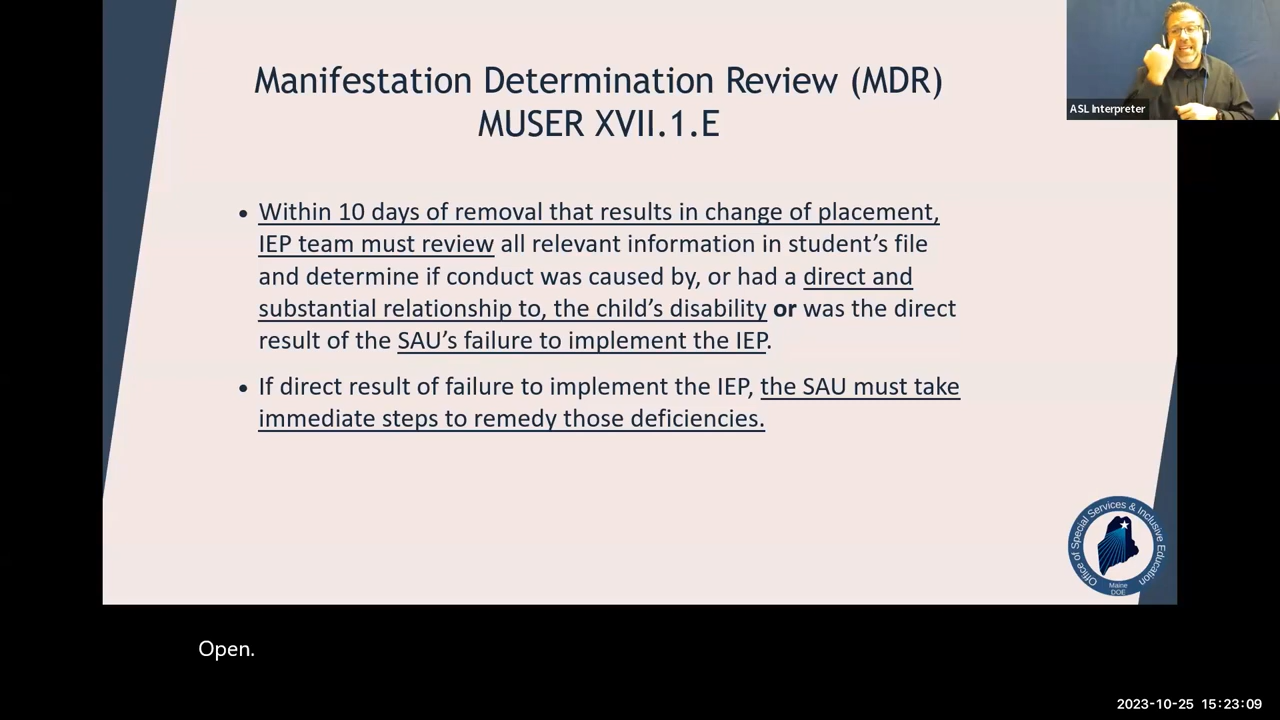 Manifestation Determination Review (MDR)
MUSER XVII.1.E
ASL Interpreter
• Within 10 days of removal that results in change of placement,
IEP team must review all relevant information in student’s file
and determine if conduct was caused by, or had a direct and
substantial relationship to, the child’s disability or was the direct
result of the SAU’s failure to implement the IEP.
• If direct result of failure to implement the IEP, the SAU must take
immediate steps to remedy those deficiencies.
Office of Special Services & Inclusive Education
Maine
DOE
Open.
2023-10-25 15:23:09